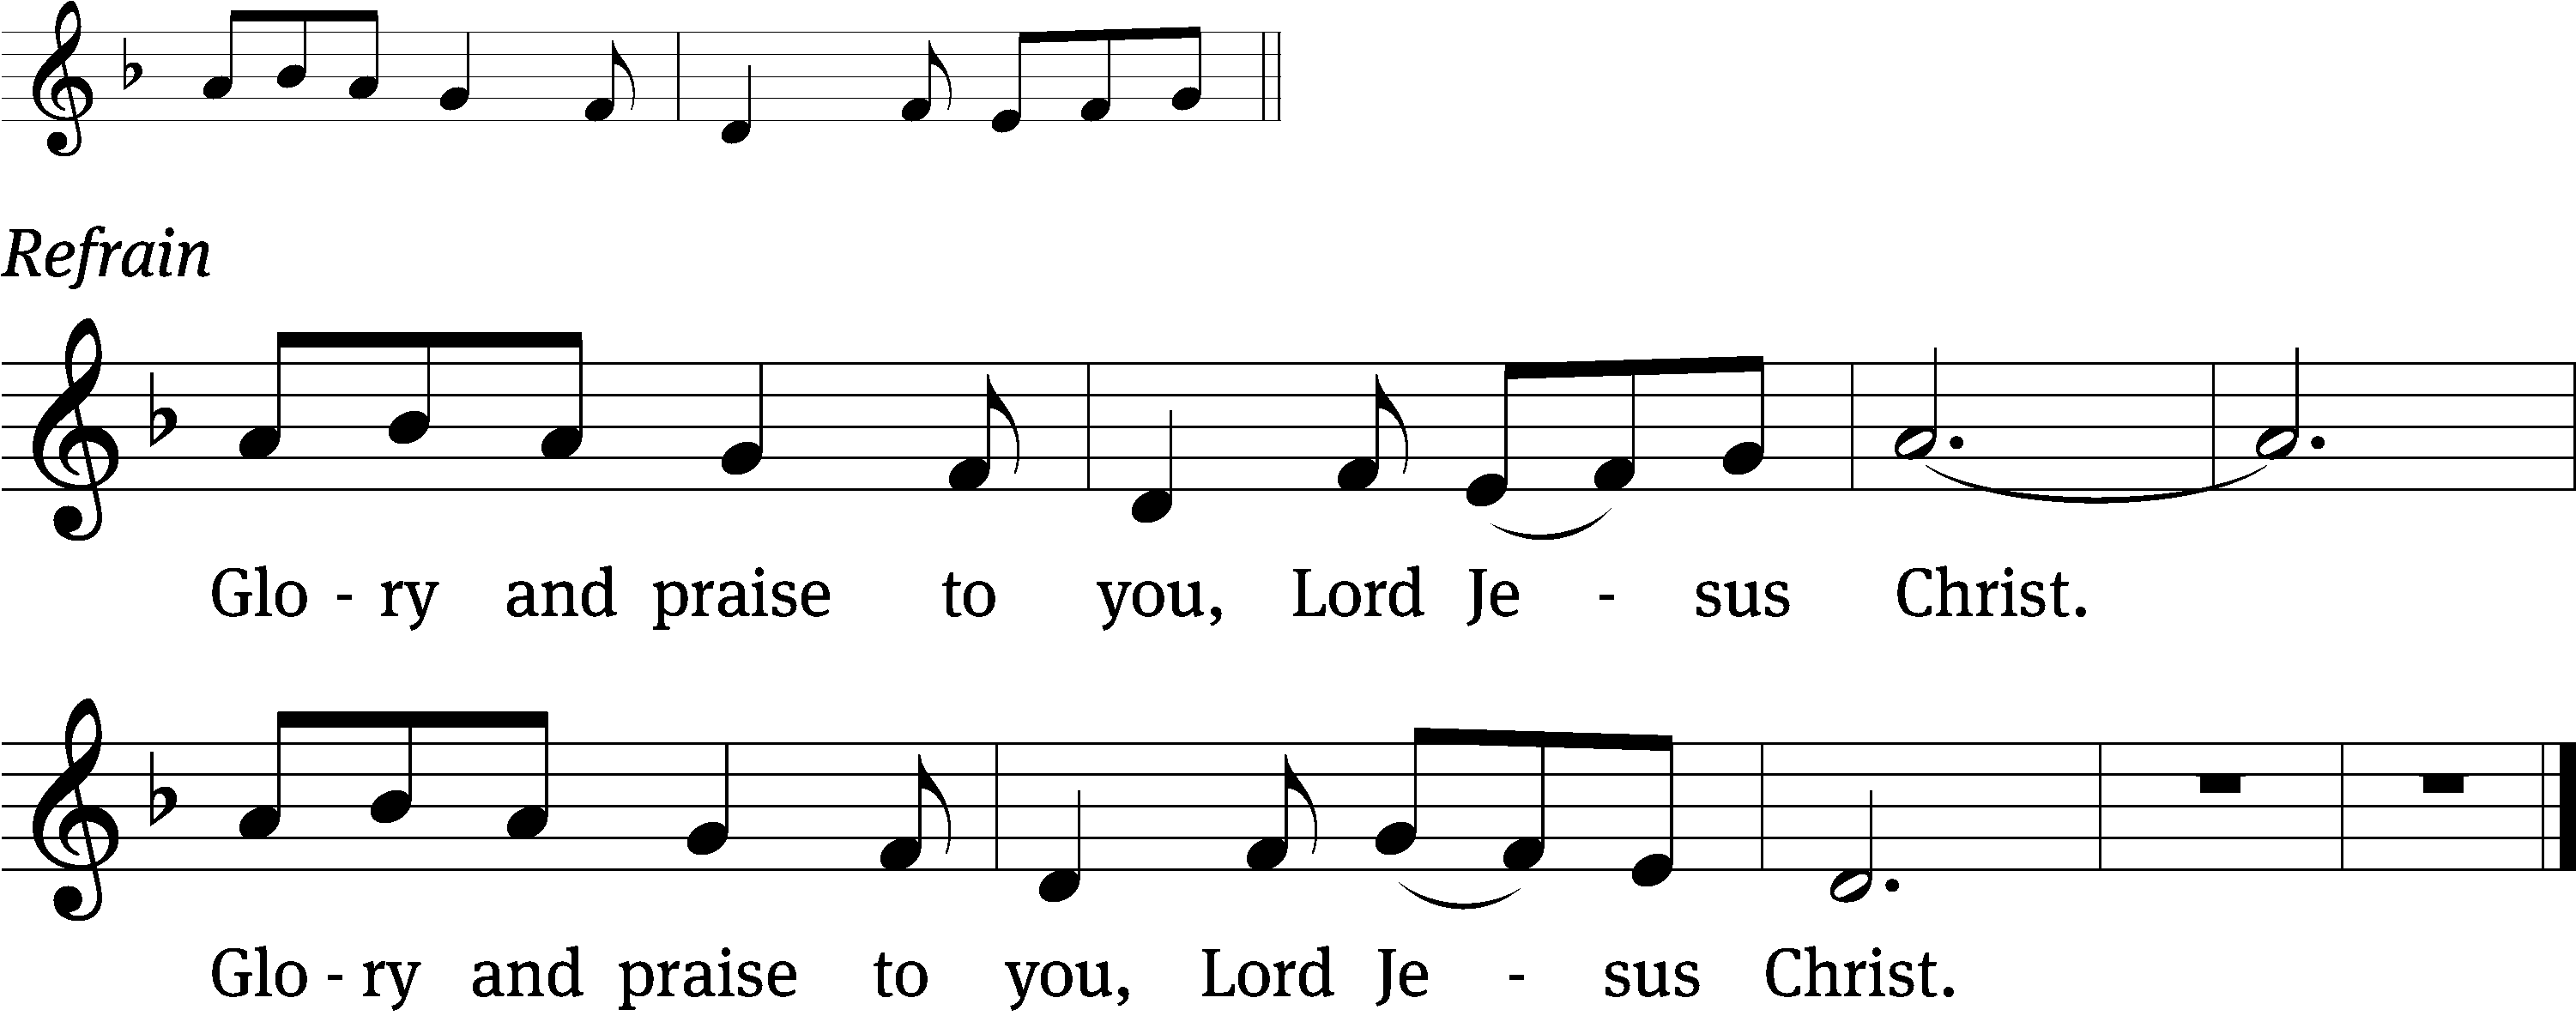 Refrain
Glo - ry and praise to you, Lord Je - sus Christ.
Glo - ry and praise to you, Lord Je - sus Christ.